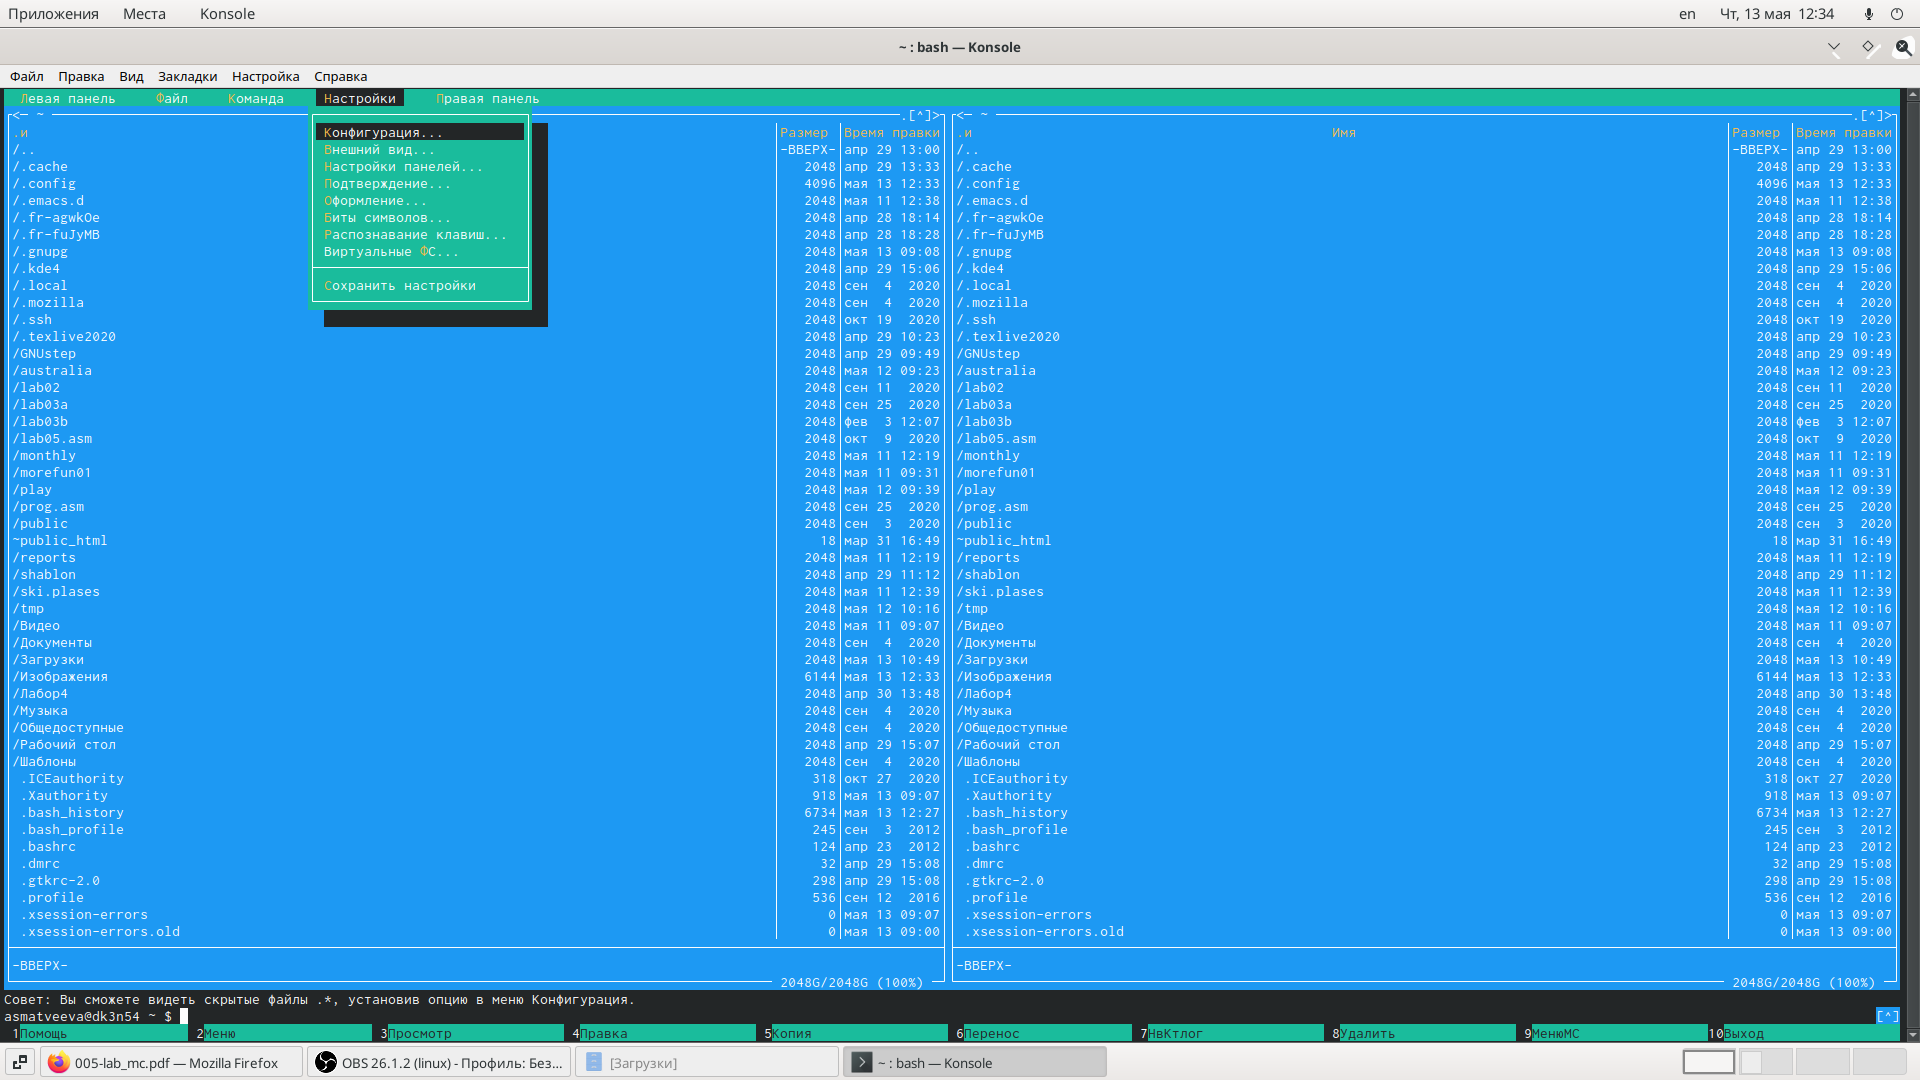 Приложения Места Konsole en Чт, 13 мая 12:34
~ : bash — Konsole
Файл Правка Вид Закладки Настройка Справка
Левая панель Файл Команда Настройки Правая панель
<─ ~ .[^]> <─ ~ .[^]>
.и Конфигурация... Размер Время правки .и Имя Размер Время правки
/.. Внешний вид... -ВВЕРХ- апр 29 13:00 /.. -ВВЕРХ- апр 29 13:00
/.cache Настройки панелей... 2048 апр 29 13:33 /.cache 2048 апр 29 13:33
/.config Подтверждение... 4096 мая 13 12:33 /.config 4096 мая 13 12:33
/.emacs.d Оформление... 2048 мая 11 12:38 /.emacs.d 2048 мая 11 12:38
/.fr-agwkOe Биты символов... 2048 апр 28 18:14 /.fr-agwkOe 2048 апр 28 18:14
/.fr-fuJyMB Распознавание клавиш... 2048 апр 28 18:28 /.fr-fuJyMB 2048 апр 28 18:28
/.gnupg Виртуальные ФС... 2048 мая 13 09:08 /.gnupg 2048 мая 13 09:08
/.kde4 2048 апр 29 15:06 /.kde4 2048 апр 29 15:06
/.local Сохранить настройки 2048 сен 4 2020 /.local 2048 сен 4 2020
/.mozilla 2048 сен 4 2020 /.mozilla 2048 сен 4 2020
/.ssh 2048 окт 19 2020 /.ssh 2048 окт 19 2020
/.texlive2020 2048 апр 29 10:23 /.texlive2020 2048 апр 29 10:23
/GNUstep 2048 апр 29 09:49 /GNUstep 2048 апр 29 09:49
/australia 2048 мая 12 09:23 /australia 2048 мая 12 09:23
/lab02 2048 сен 11 2020 /lab02 2048 сен 11 2020
/lab03a 2048 сен 25 2020 /lab03a 2048 сен 25 2020
/lab03b 2048 фев 3 12:07 /lab03b 2048 фев 3 12:07
/lab05.asm 2048 окт 9 2020 /lab05.asm 2048 окт 9 2020
/monthly 2048 мая 11 12:19 /monthly 2048 мая 11 12:19
/morefun01 2048 мая 11 09:31 /morefun01 2048 мая 11 09:31
/play 2048 мая 12 09:39 /play 2048 мая 12 09:39
/prog.asm 2048 сен 25 2020 /prog.asm 2048 сен 25 2020
/public 2048 сен 3 2020 /public 2048 сен 3 2020
~public_html 18 мар 31 16:49 ~public_html 18 мар 31 16:49
/reports 2048 мая 11 12:19 /reports 2048 мая 11 12:19
/shablon 2048 апр 29 11:12 /shablon 2048 апр 29 11:12
/ski.plases 2048 мая 11 12:39 /ski.plases 2048 мая 11 12:39
/tmp 2048 мая 12 10:16 /tmp 2048 мая 12 10:16
/Видео 2048 мая 11 09:07 /Видео 2048 мая 11 09:07
/Документы 2048 сен 4 2020 /Документы 2048 сен 4 2020
/Загрузки 2048 мая 13 10:49 /Загрузки 2048 мая 13 10:49
/Изображения 6144 мая 13 12:33 /Изображения 6144 мая 13 12:33
/Лабор4 2048 апр 30 13:48 /Лабор4 2048 апр 30 13:48
/Музыка 2048 сен 4 2020 /Музыка 2048 сен 4 2020
/Общедоступные 2048 сен 4 2020 /Общедоступные 2048 сен 4 2020
/Рабочий стол 2048 апр 29 15:07 /Рабочий стол 2048 апр 29 15:07
/Шаблоны 2048 сен 4 2020 /Шаблоны 2048 сен 4 2020
.ICEauthority 318 окт 27 2020 .ICEauthority 318 окт 27 2020
.Xauthority 918 мая 13 09:07 .Xauthority 918 мая 13 09:07
.bash_history 6734 мая 13 12:27 .bash_history 6734 мая 13 12:27
.bash_profile 245 сен 3 2012 .bash_profile 245 сен 3 2012
.bashrc 124 апр 23 2012 .bashrc 124 апр 23 2012
.dmrc 32 апр 29 15:08 .dmrc 32 апр 29 15:08
.gtkrc-2.0 298 апр 29 15:08 .gtkrc-2.0 298 апр 29 15:08
.profile 536 сен 12 2016 .profile 536 сен 12 2016
.xsession-errors 0 мая 13 09:07 .xsession-errors 0 мая 13 09:07
.xsession-errors.old 0 мая 13 09:00 .xsession-errors.old 0 мая 13 09:00
-ВВЕРХ- -ВВЕРХ-
2048G/2048G (100%) 2048G/2048G (100%)
Совет: Вы сможете видеть скрытые файлы .*, установив опцию в меню Конфигурация.
asmatveeva@dk3n54 ~ $ [^]
1Помощь 2Меню 3Просмотр 4Правка 5Копия 6Перенос 7НвКтлог 8Удалить 9МенюМС 10Выход
005-lab_mc.pdf — Mozilla Firefox OBS 26.1.2 (linux) - Профиль: Без... [Загрузки] ~ : bash — Konsole